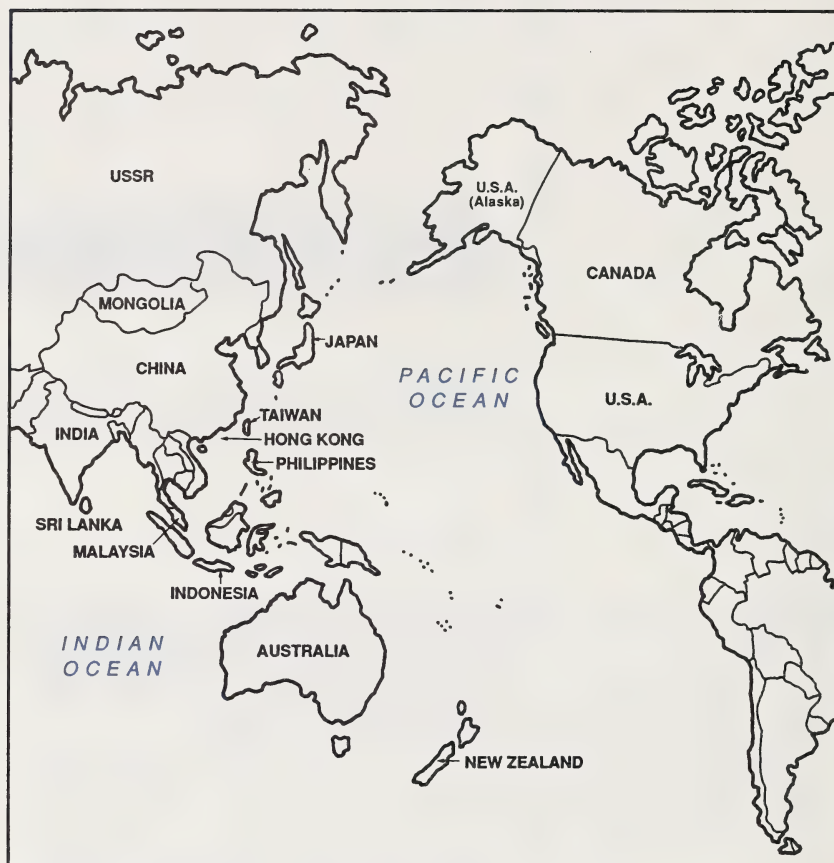 USSR
U.S.A.
(Alaska)
CANADA
MONGOLIA
JAPAN
CHINA
PACIFIC
OCEAN
U.S.A.
TAIWAN
INDIA
HONG KONG
PHILIPPINES
SRI LANKA
MALAYSIA
INDONESIA
INDIAN
OCEAN
AUSTRALIA
NEW ZEALAND